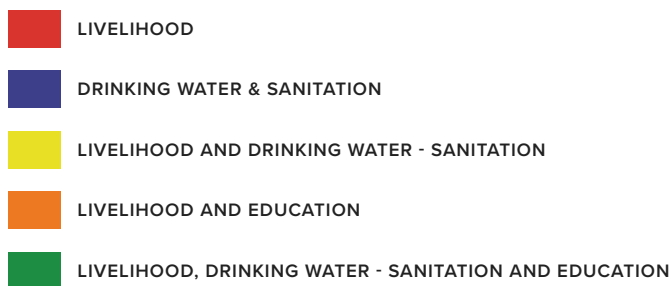 LIVELIHOOD
DRINKING WATER & SANITATION
LIVELIHOOD AND DRINKING WATER - SANITATION
LIVELIHOOD AND EDUCATION
LIVELIHOOD, DRINKING WATER - SANITATION AND EDUCATION